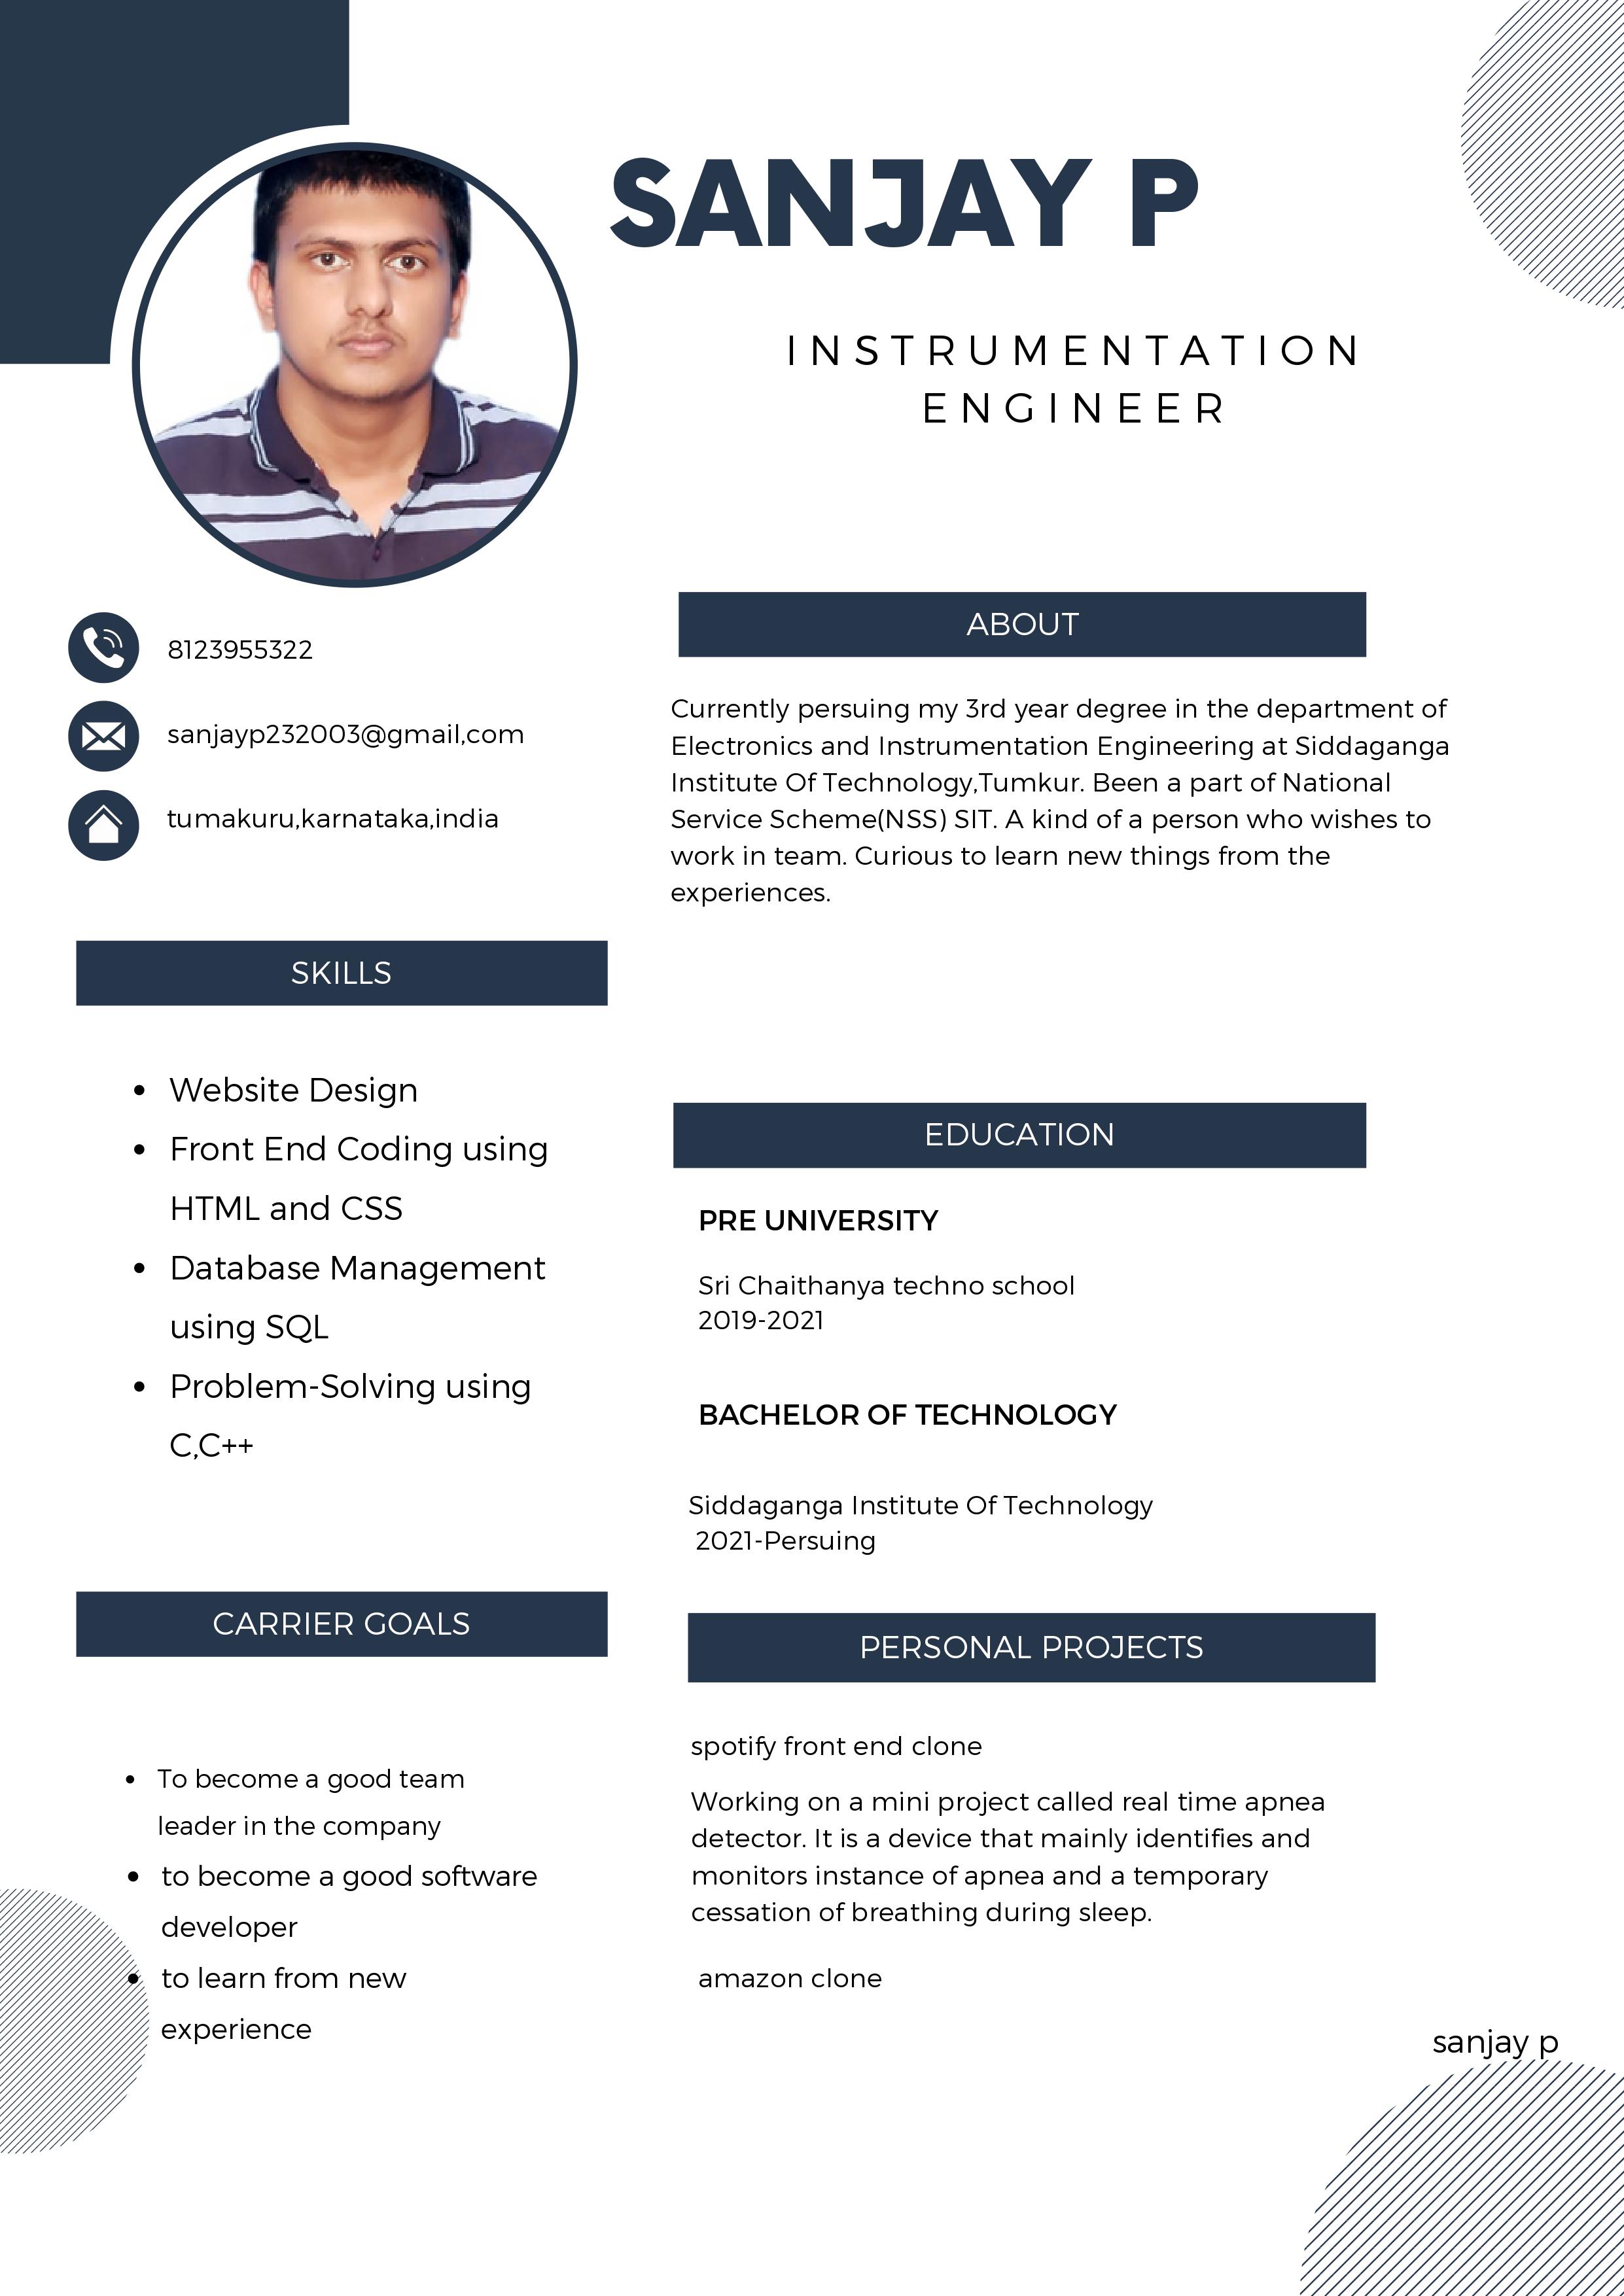 SANJAY P
INSTRUMENTATION
ENGINEER
8123955322
sanjayp232003@gmail,com
tumakuru,karnataka,india
SKILLS
Website Design
Front End Coding using
HTML and CSS
Database Management
using SQL
Problem-Solving using
C,C++
CARRIER GOALS
To become a good team
leader in the company
to become a good software
developer
to learn from new
experience
ABOUT
Currently persuing my 3rd year degree in the department of
Electronics and Instrumentation Engineering at Siddaganga
Institute Of Technology,Tumkur. Been a part of National
Service Scheme(NSS) SIT. A kind of a person who wishes to
work in team. Curious to learn new things from the
experiences.
EDUCATION
PRE UNIVERSITY
Sri Chaithanya techno school
2019-2021
BACHELOR OF TECHNOLOGY
Siddaganga Institute Of Technology
2021-Persuing
PERSONAL PROJECTS
spotify front end clone
Working on a mini project called real time apnea
detector. It is a device that mainly identifies and
monitors instance of apnea and a temporary
cessation of breathing during sleep.
amazon clone
sanjay p